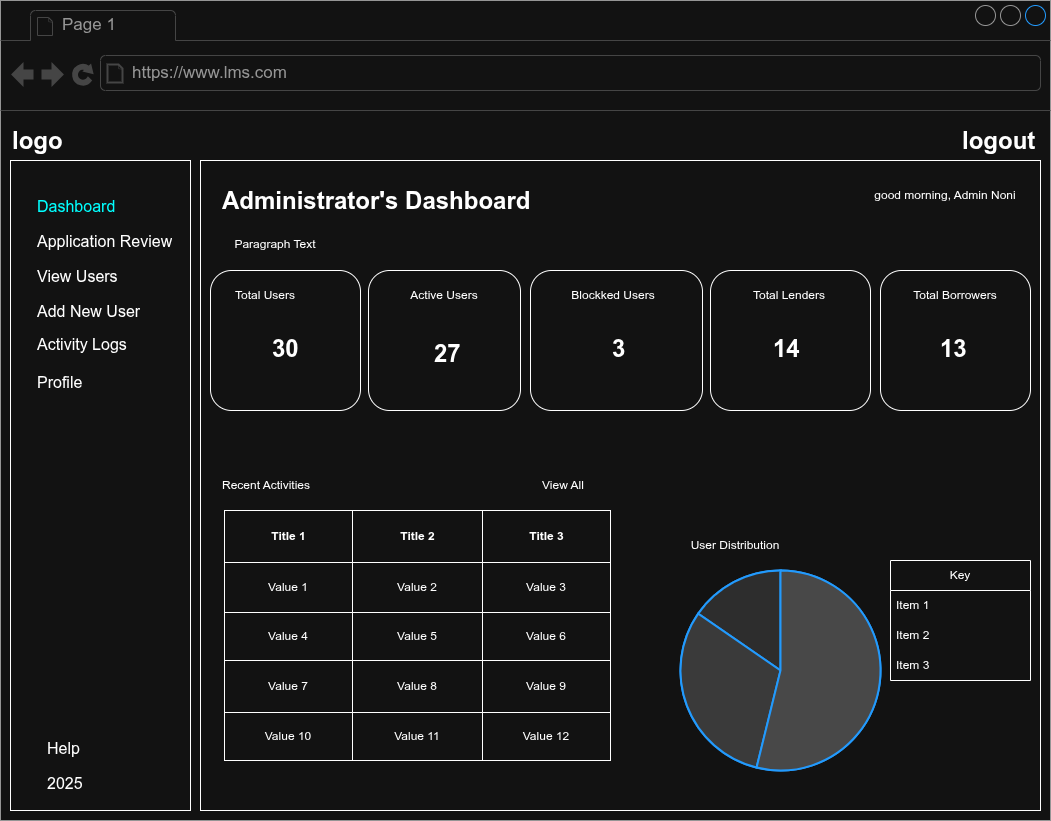 Page 1
https://www.lms.com
logo
logout
Dashboard
Application Review
View Users
Add New User
Activity Logs
Profile
Help
2025
Administrator's Dashboard
good morning, Admin Noni
Paragraph Text
Total Users
30
Active Users
27
Blockked Users
3
Total Lenders
14
Total Borrowers
13
Recent Activities
View All
Title 1 Title 2 Title 3
Value 1 Value 2 Value 3
Value 4 Value 5 Value 6
Value 7 Value 8 Value 9
Value 10 Value 11 Value 12
User Distribution
Key
Item 1
Item 2
Item 3